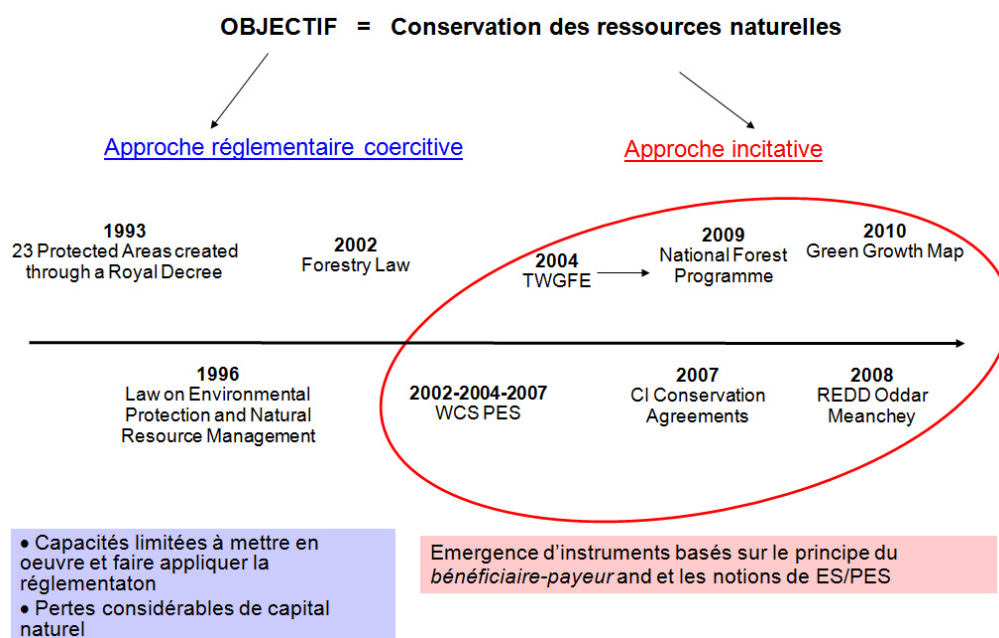 OBJECTIF = Conservation des ressources naturelles
Approche réglementaire coercitive
Approche incitative
1993
23 Protected Areas created
through a Royal Decree
2002
Forestry Law
2004
TWGFE
2009
National Forest
Programme
2010
Green Growth Map
1996
Law on Environmental
Protection and Natural
Resource Management
2002-2004-2007
WCS PES
2007
CI Conservation
Agreements
2008
REDD Oddar
Meanchey
• Capacités limitées à mettre en
oeuvre et faire appliquer la
réglementaton
• Pertes considérables de capital
naturel
Emergence d'instruments basés sur le principe du
bénéficiaire-payeur and et les notions de ES/PES